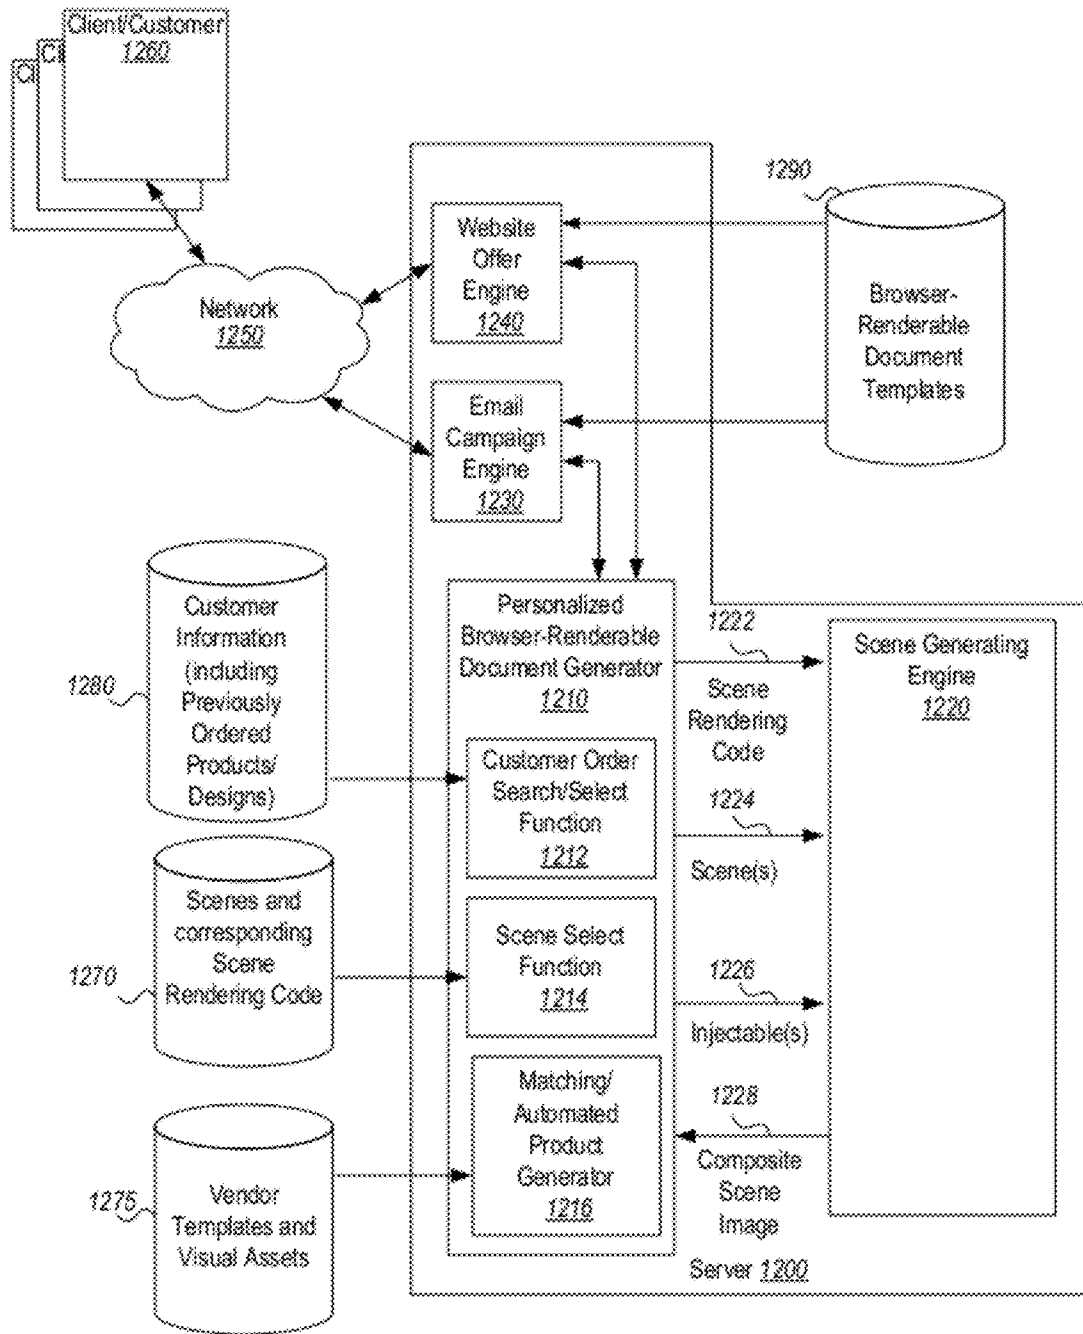 Client/Customer
1260
Cl
Cl
1290
Website
Offer
Engine
1240
Browser-
Renderable
Document
Templates
Network
1250
Email
Campaign
Engine
1230
Customer
Information
(including
Previously
Ordered
Products/
Designs)
1280
Personalized
Browser-Renderable
Document Generator
1210
1222
Scene
Rendering
Code
Scene Generating
Engine
1220
Customer Order
Search/Select
Function
1212
1224
Scene(s)
Scenes and
corresponding
Scene
Rendering Code
1270
Scene Select
Function
1214
1226
Injectable(s)
Matching/
Automated
Product
Generator
1216
1228
Composite
Scene
Image
1275
Vendor
Templates and
Visual Assets
Server 1200